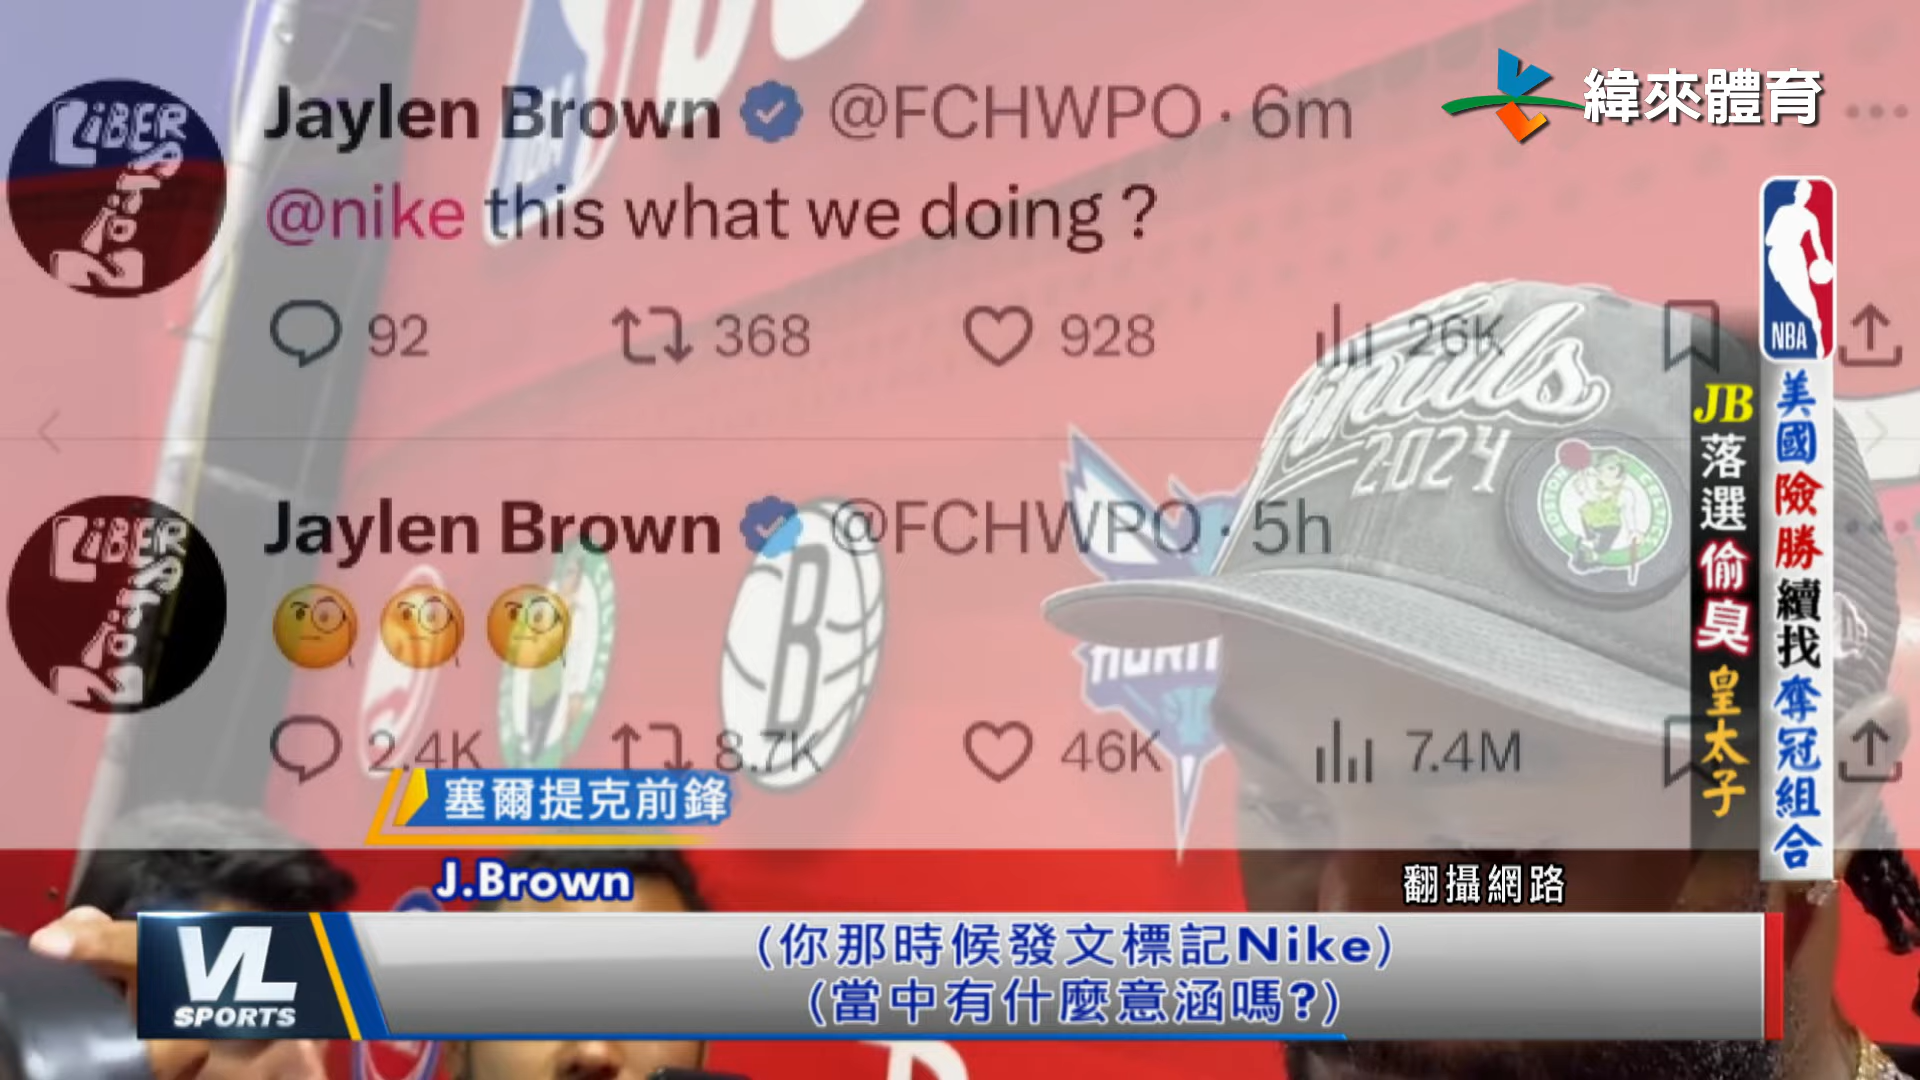 Jaylen Brown @FCHWPO · 6m
@nike this what we doing ?
92 368 928 26K
Jaylen Brown @FCHWPO · 5h
2.4K 8.7K 46K 7.4M
緯來體育
NBA
美國險勝續找奪冠組合
JB落選偷臭皇太子
Finals
2024
BOSTON CELTICS
LIBER
B
塞爾提克前鋒
J.Brown
翻攝網路
VL
SPORTS
(你那時候發文標記Nike)
(當中有什麼意涵嗎?)